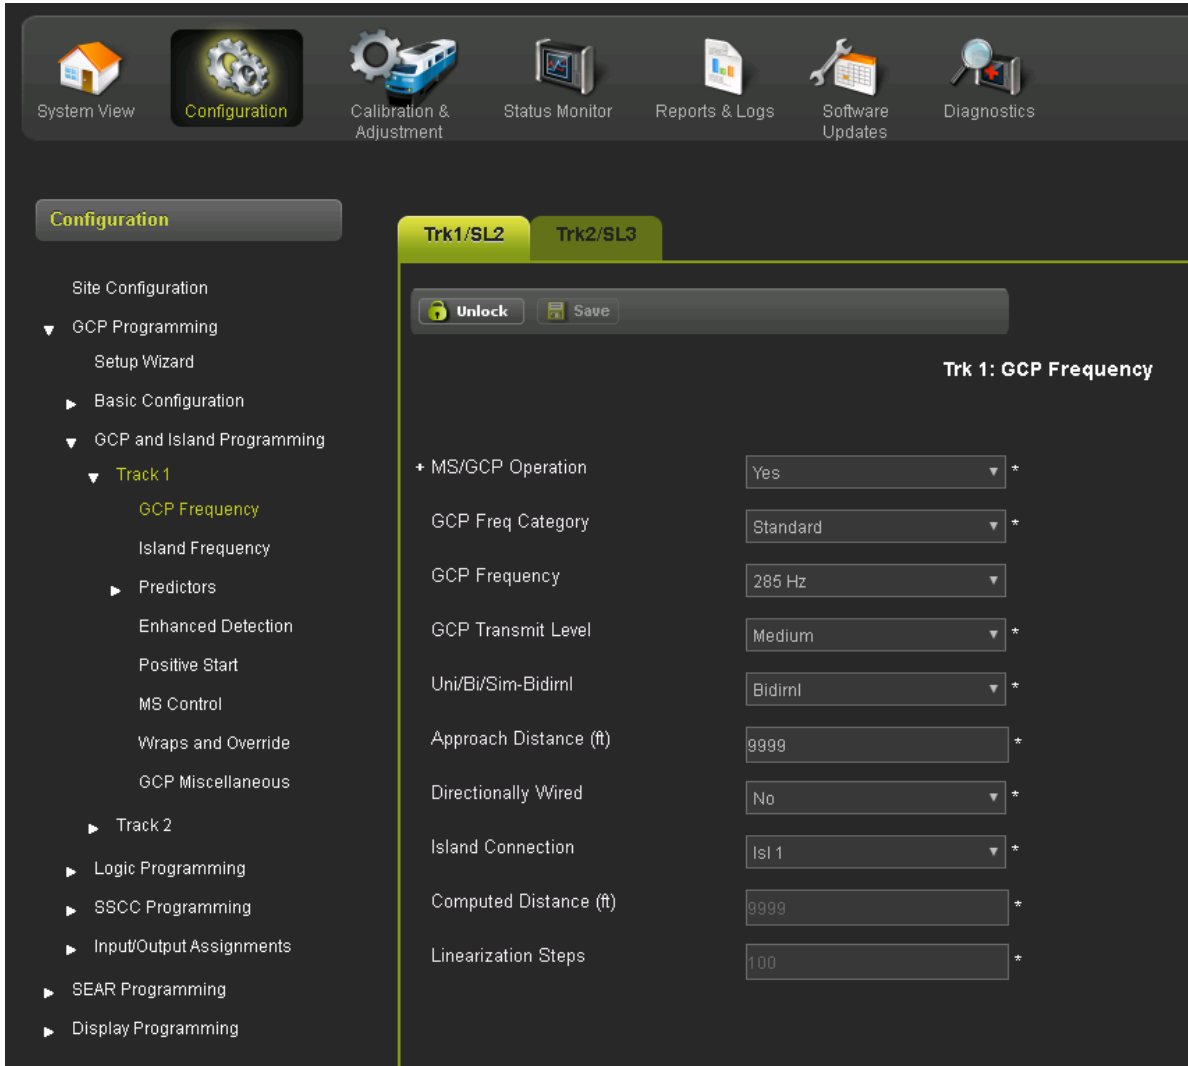 System View
Configuration
Calibration &
Adjustment
Status Monitor
Reports & Logs
Software
Updates
Diagnostics
Configuration
Site Configuration
GCP Programming
Setup Wizard
Basic Configuration
GCP and Island Programming
Track 1
GCP Frequency
Island Frequency
Predictors
Enhanced Detection
Positive Start
MS Control
Wraps and Override
GCP Miscellaneous
Track 2
Logic Programming
SSCC Programming
Input/Output Assignments
SEAR Programming
Display Programming
Trk1/SL2 Trk2/SL3
Unlock Save
Trk 1: GCP Frequency
+ MS/GCP Operation Yes *
GCP Freq Category Standard *
GCP Frequency 285 Hz
GCP Transmit Level Medium *
Uni/Bi/Sim-Bidirnl Bidirnl *
Approach Distance (ft) 9999 *
Directionally Wired No *
Island Connection Isl 1 *
Computed Distance (ft) 9999 *
Linearization Steps 100 *